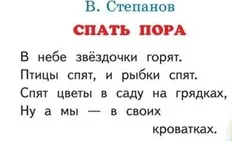 В. Степанов
СПАТЬ ПОРА
В небе звёздочки горят.
Птицы спят, и рыбки спят.
Спят цветы в саду на грядках,
Ну а мы — в своих
кроватках.